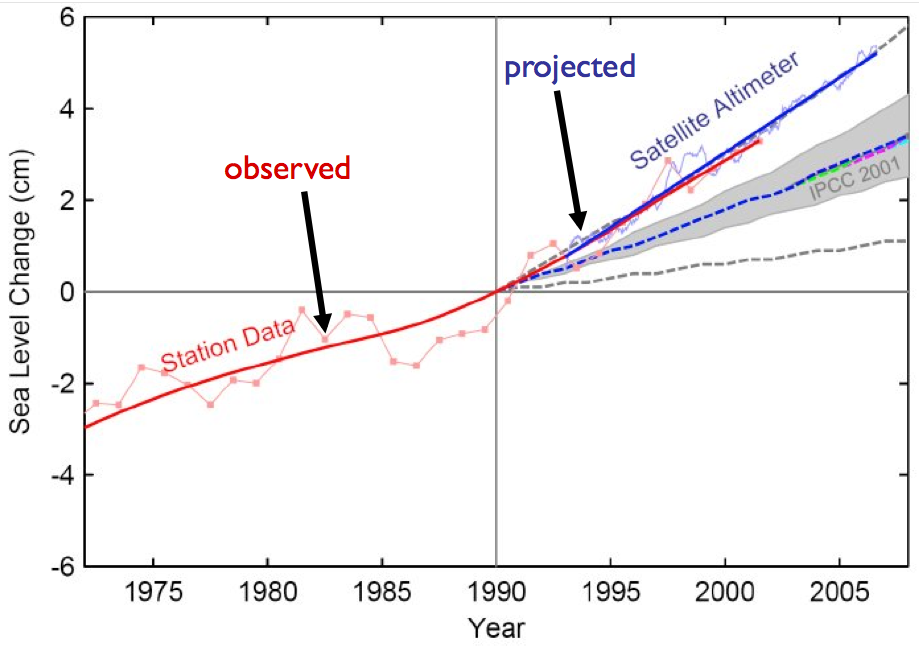 6
4
2
0
-2
-4
-6
Sea Level Change (cm)
projected
Satellite Altimeter
observed
IPCC 2001
Station Data
1975
1980
1985
1990
1995
2000
2005
Year